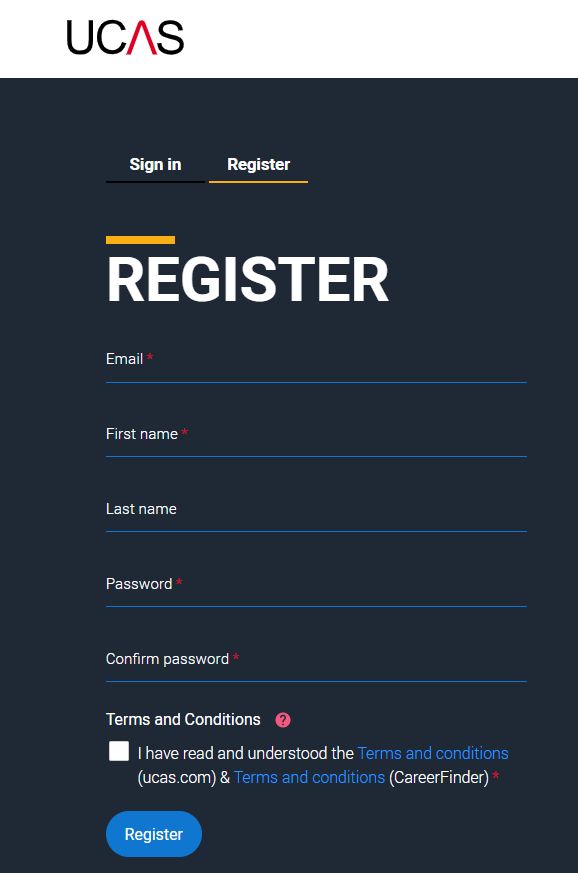 UCAS
Sign in Register
REGISTER
Email *
First name *
Last name
Password *
Confirm password *
Terms and Conditions ?
I have read and understood the Terms and conditions
(ucas.com) & Terms and conditions (CareerFinder) *
Register